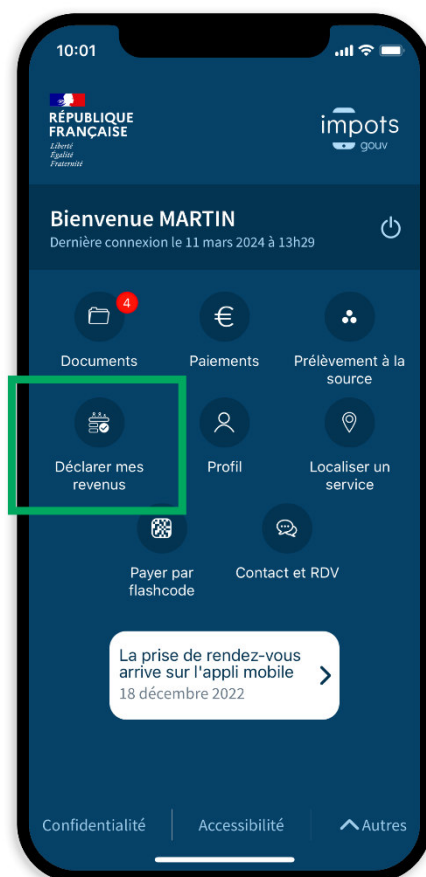 10:01
RÉPUBLIQUE
FRANÇAISE
Liberté
Égalité
Fraternité
impots
gouv
Bienvenue MARTIN
Dernière connexion le 11 mars 2024 à 13h29
4
Documents
Paiements
Prélèvement à la
source
Déclarer mes
revenus
Profil
Localiser un
service
Payer par
flashcode
Contact et RDV
La prise de rendez-vous
arrive sur l'appli mobile
18 décembre 2022
Confidentialité
Accessibilité
Autres